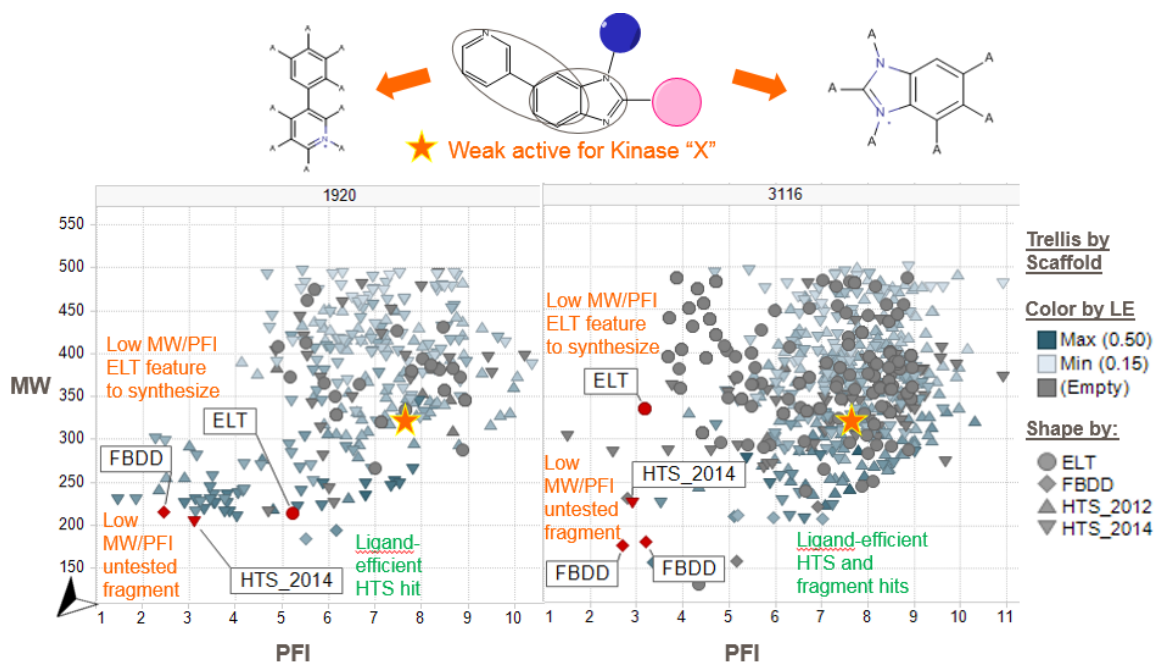 A
A
A
A
A
A
A
N
A
A
A
N
N
N
A
N
A
N
A
A
A
A
Weak active for Kinase “X”
1920
3116
550
500
450
400
350
300
250
200
150
MW
Low MW/PFI
ELT feature
to synthesize
ELT
FBDD
Low
MW/PFI
untested
fragment
HTS_2014
Ligand-
efficient
HTS hit
Low MW/PFI
ELT feature
to synthesize
ELT
Low
MW/PFI
untested
fragment
HTS_2014
FBDD
FBDD
Ligand-efficient
HTS and
fragment hits
1 2 3 4 5 6 7 8 9 10
1 2 3 4 5 6 7 8 9 10 11
PFI
PFI
Trellis by
Scaffold
Color by LE
Max (0.50)
Min (0.15)
(Empty)
Shape by:
ELT
FBDD
HTS_2012
HTS_2014